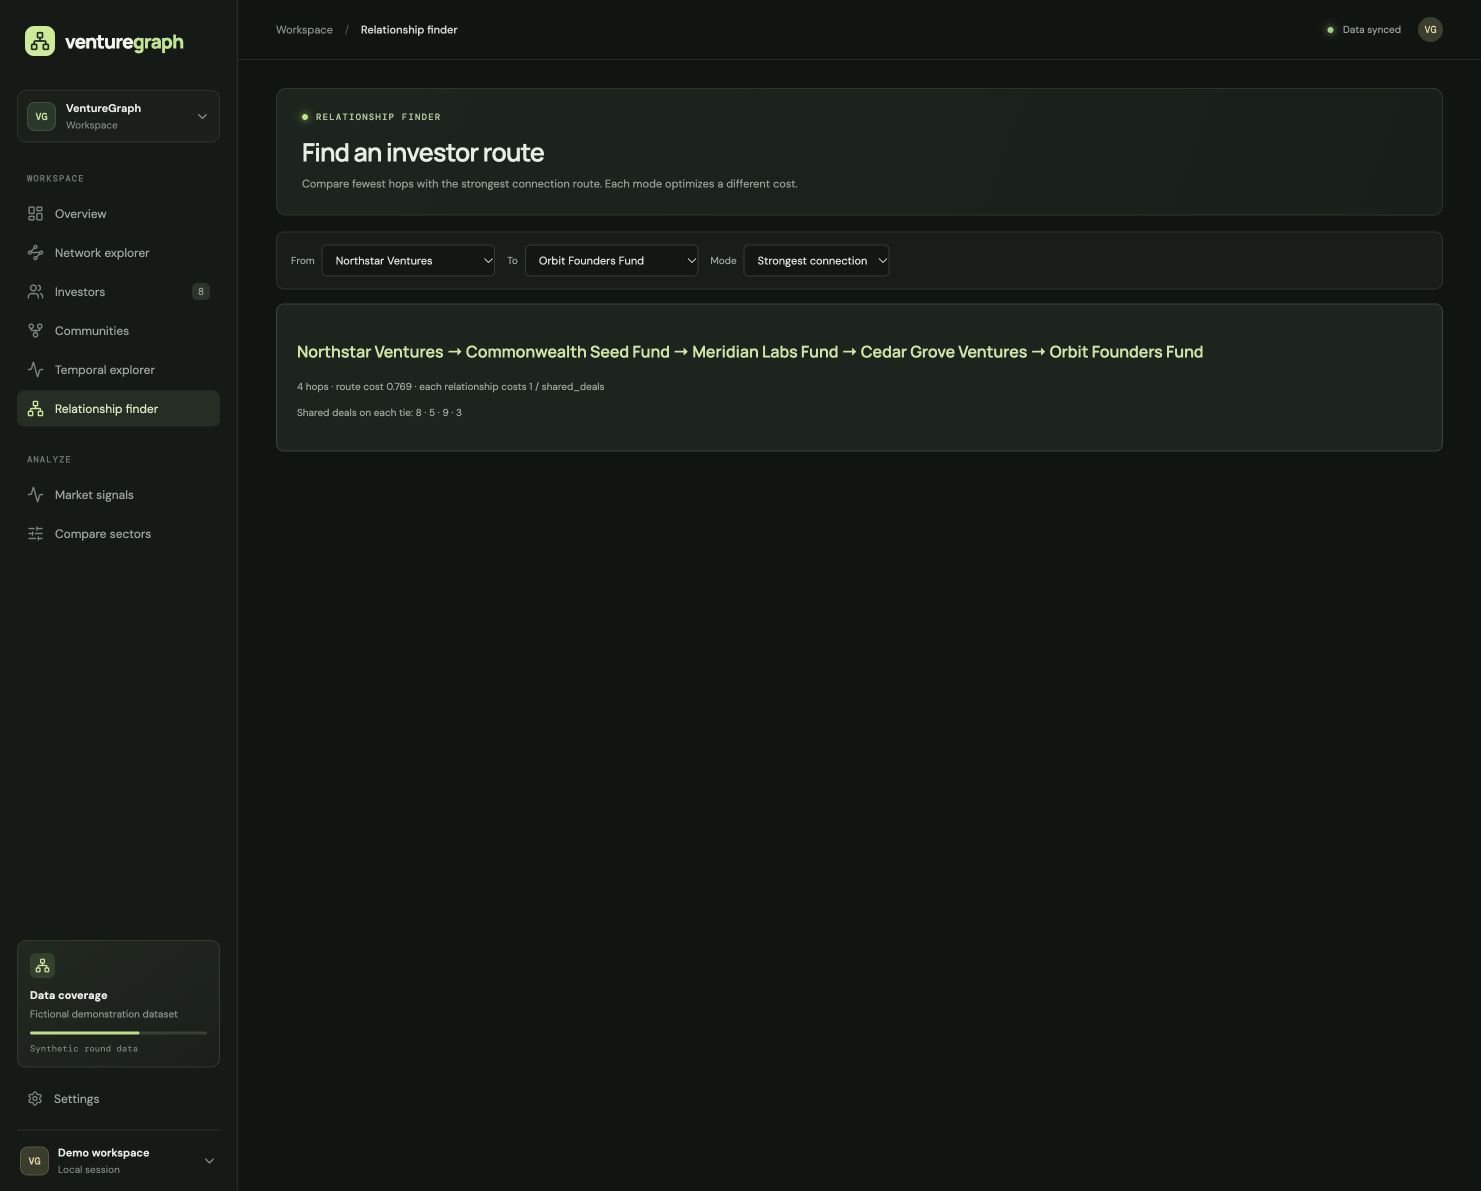 venturegraph
VG
VentureGraph
Workspace
WORKSPACE
Overview
Network explorer
Investors 8
Communities
Temporal explorer
Relationship finder
ANALYZE
Market signals
Compare sectors
Data coverage
Fictional demonstration dataset
Synthetic round data
Settings
VG
Demo workspace
Local session
Workspace / Relationship finder
Data synced VG
RELATIONSHIP FINDER
Find an investor route
Compare fewest hops with the strongest connection route. Each mode optimizes a different cost.
From Northstar Ventures To Orbit Founders Fund Mode Strongest connection
Northstar Ventures → Commonwealth Seed Fund → Meridian Labs Fund → Cedar Grove Ventures → Orbit Founders Fund
4 hops · route cost 0.769 · each relationship costs 1 / shared_deals
Shared deals on each tie: 8 · 5 · 9 · 3